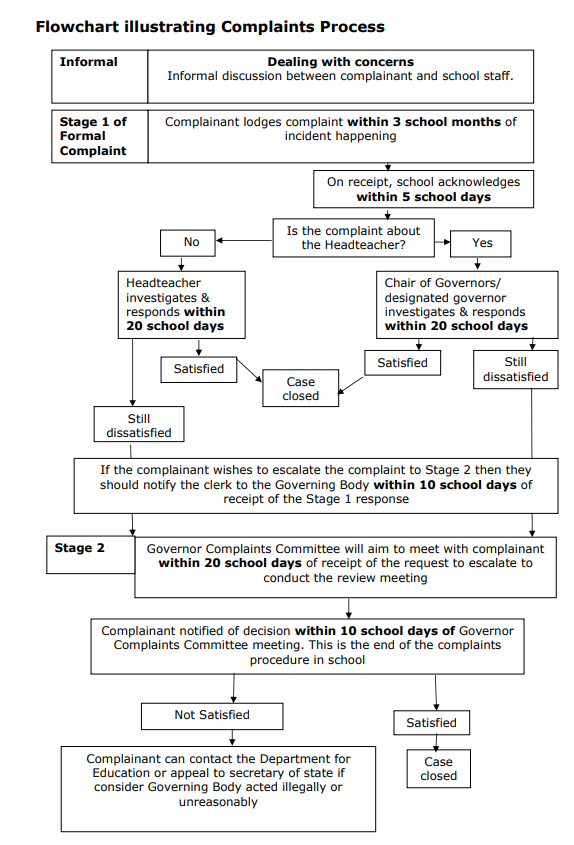 Flowchart illustrating Complaints Process
Informal
Dealing with concerns
Informal discussion between complainant and school staff.
Stage 1 of
Formal
Complaint
Complainant lodges complaint within 3 school months of
incident happening
On receipt, school acknowledges
within 5 school days
Is the complaint about
the Headteacher?
No
Yes
Headteacher
investigates &
responds within
20 school days
Chair of Governors/
designated governor
investigates & responds
within 20 school days
Satisfied
Case
closed
Satisfied
Still
dissatisfied
Still
dissatisfied
If the complainant wishes to escalate the complaint to Stage 2 then they
should notify the clerk to the Governing Body within 10 school days of
receipt of the Stage 1 response
Stage 2
Governor Complaints Committee will aim to meet with complainant
within 20 school days of receipt of the request to escalate to
conduct the review meeting
Complainant notified of decision within 10 school days of Governor
Complaints Committee meeting. This is the end of the complaints
procedure in school
Not Satisfied
Satisfied
Complainant can contact the Department for
Education or appeal to secretary of state if
consider Governing Body acted illegally or
unreasonably
Case
closed